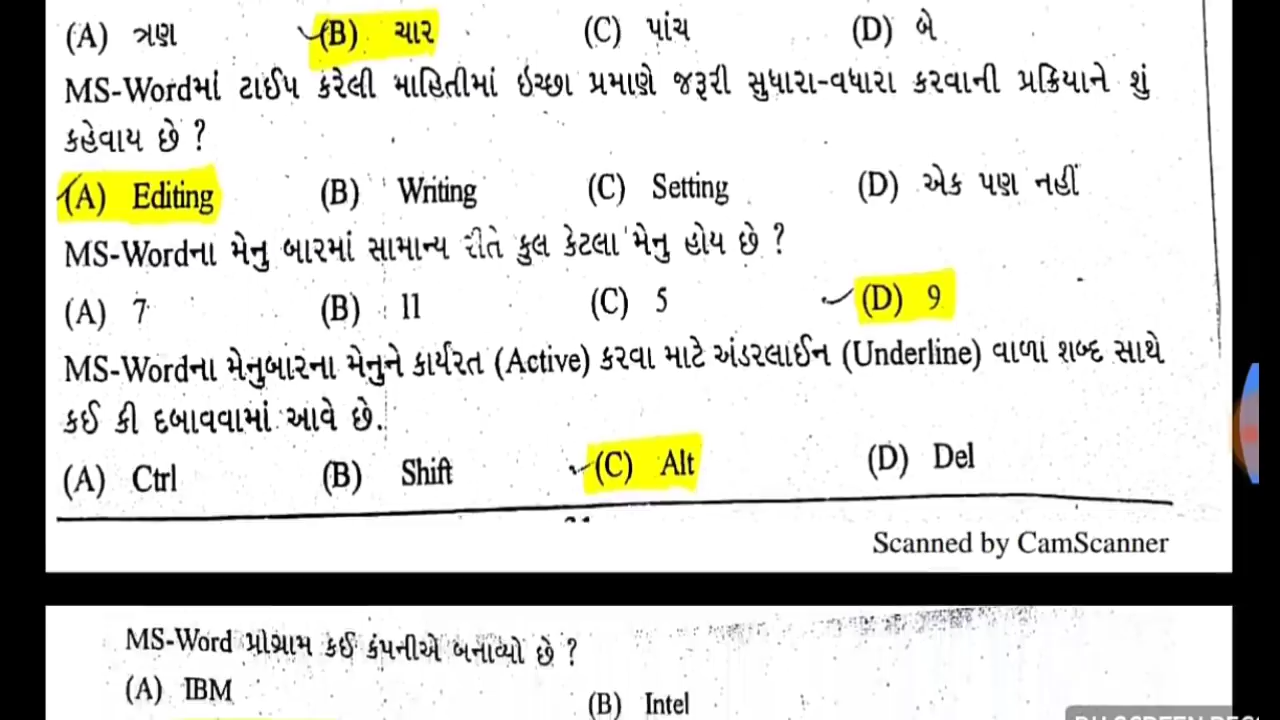 (A) ત્રણ (B) ચાર (C) પાંચ (D) બે
MS-Wordમાં ટાઈપ કરેલી માહિતીમાં ઇચ્છા પ્રમાણે જરૂરી સુધારા-વધારા કરવાની પ્રક્રિયાને શું
કહેવાય છે ?
(A) Editing (B) Writing (C) Setting (D) એક પણ નહીં
MS-Wordના મેનુ બારમાં સામાન્ય રીતે કુલ કેટલા મેનુ હોય છે ?
(A) 7 (B) 11 (C) 5 (D) 9
MS-Wordના મેનુબારના મેનુને કાર્યરત (Active) કરવા માટે અંડરલાઈન (Underline) વાળા શબ્દ સાથે
કઈ કી દબાવવામાં આવે છે.
(A) Ctrl (B) Shift (C) Alt (D) Del
Scanned by CamScanner
MS-Word પ્રોગ્રામ કઈ કંપનીએ બનાવ્યો છે ?
(A) IBM (B) Intel